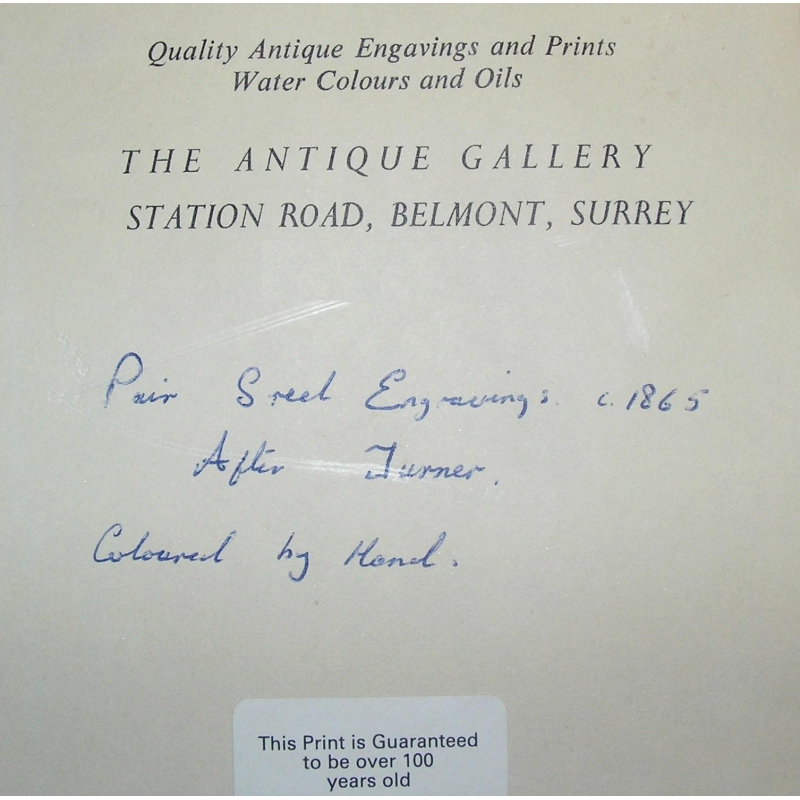 Quality Antique Engavings and Prints
Water Colours and Oils
THE ANTIQUE GALLERY
STATION ROAD, BELMONT, SURREY
Pair Steel Engravings. c. 1865
After Turner.
Coloured by Hand.
This Print is Guaranteed
to be over 100
years old